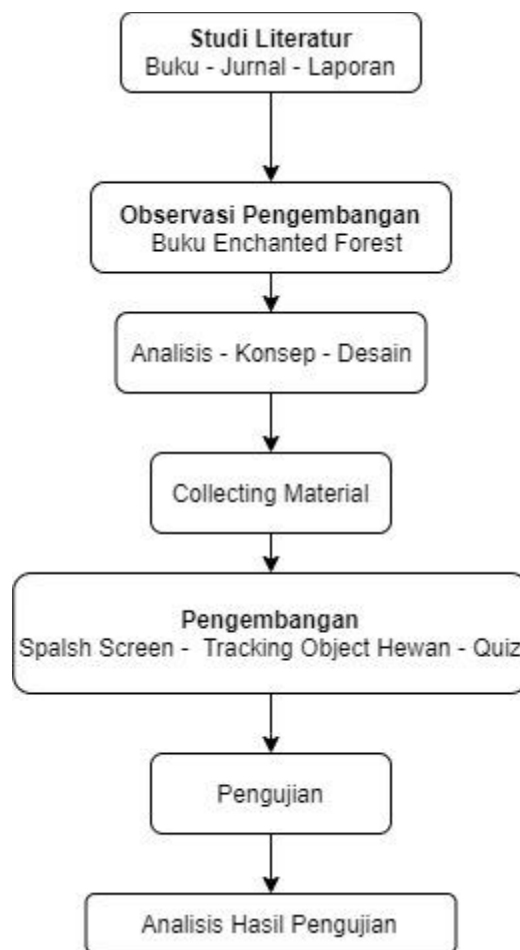 Studi Literatur
Buku - Jurnal - Laporan
Observasi Pengembangan
Buku Enchanted Forest
Analisis - Konsep - Desain
Collecting Material
Pengembangan
Spalsh Screen - Tracking Object Hewan - Quiz
Pengujian
Analisis Hasil Pengujian